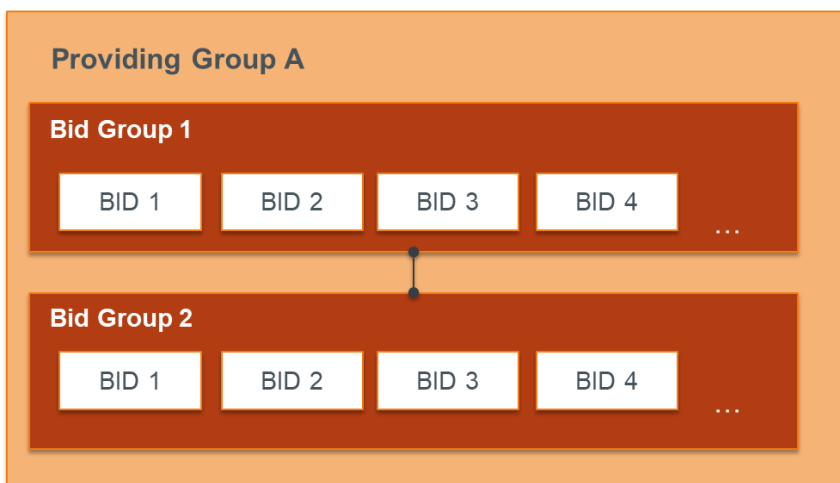 Providing Group A
Bid Group 1
BID 1 BID 2 BID 3 BID 4 ...
Bid Group 2
BID 1 BID 2 BID 3 BID 4 ...